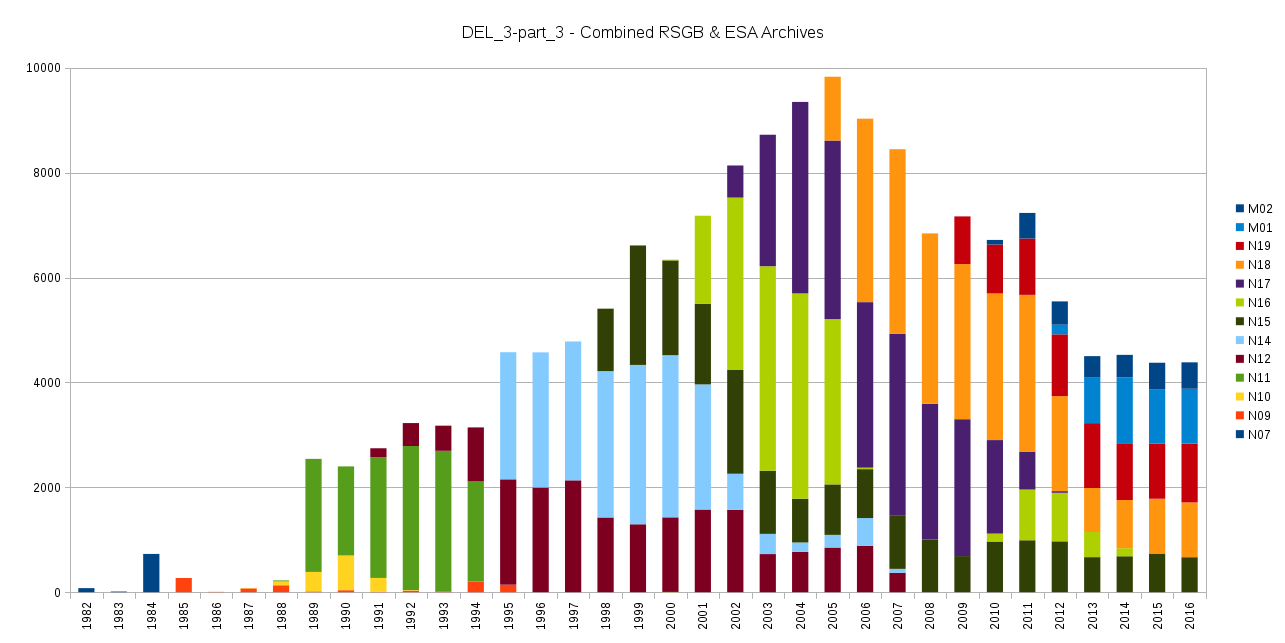 DEL_3-part_3 - Combined RSGB & ESA Archives
10000
8000
6000
4000
2000
0
1982 1983 1984 1985 1986 1987 1988 1989 1990 1991 1992 1993 1994 1995 1996 1997 1998 1999 2000 2001 2002 2003 2004 2005 2006 2007 2008 2009 2010 2011 2012 2013 2014 2015 2016
M02
M01
N19
N18
N17
N16
N15
N14
N12
N11
N10
N09
N07